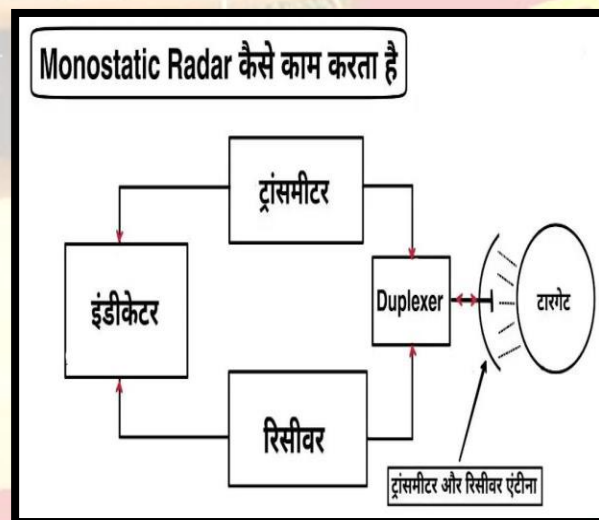 Monostatic Radar कैसे काम करता है
ट्रांसमीटर
इंडीकेटर
Duplexer
टारगेट
रिसीवर
ट्रांसमीटर और रिसीवर एंटीना